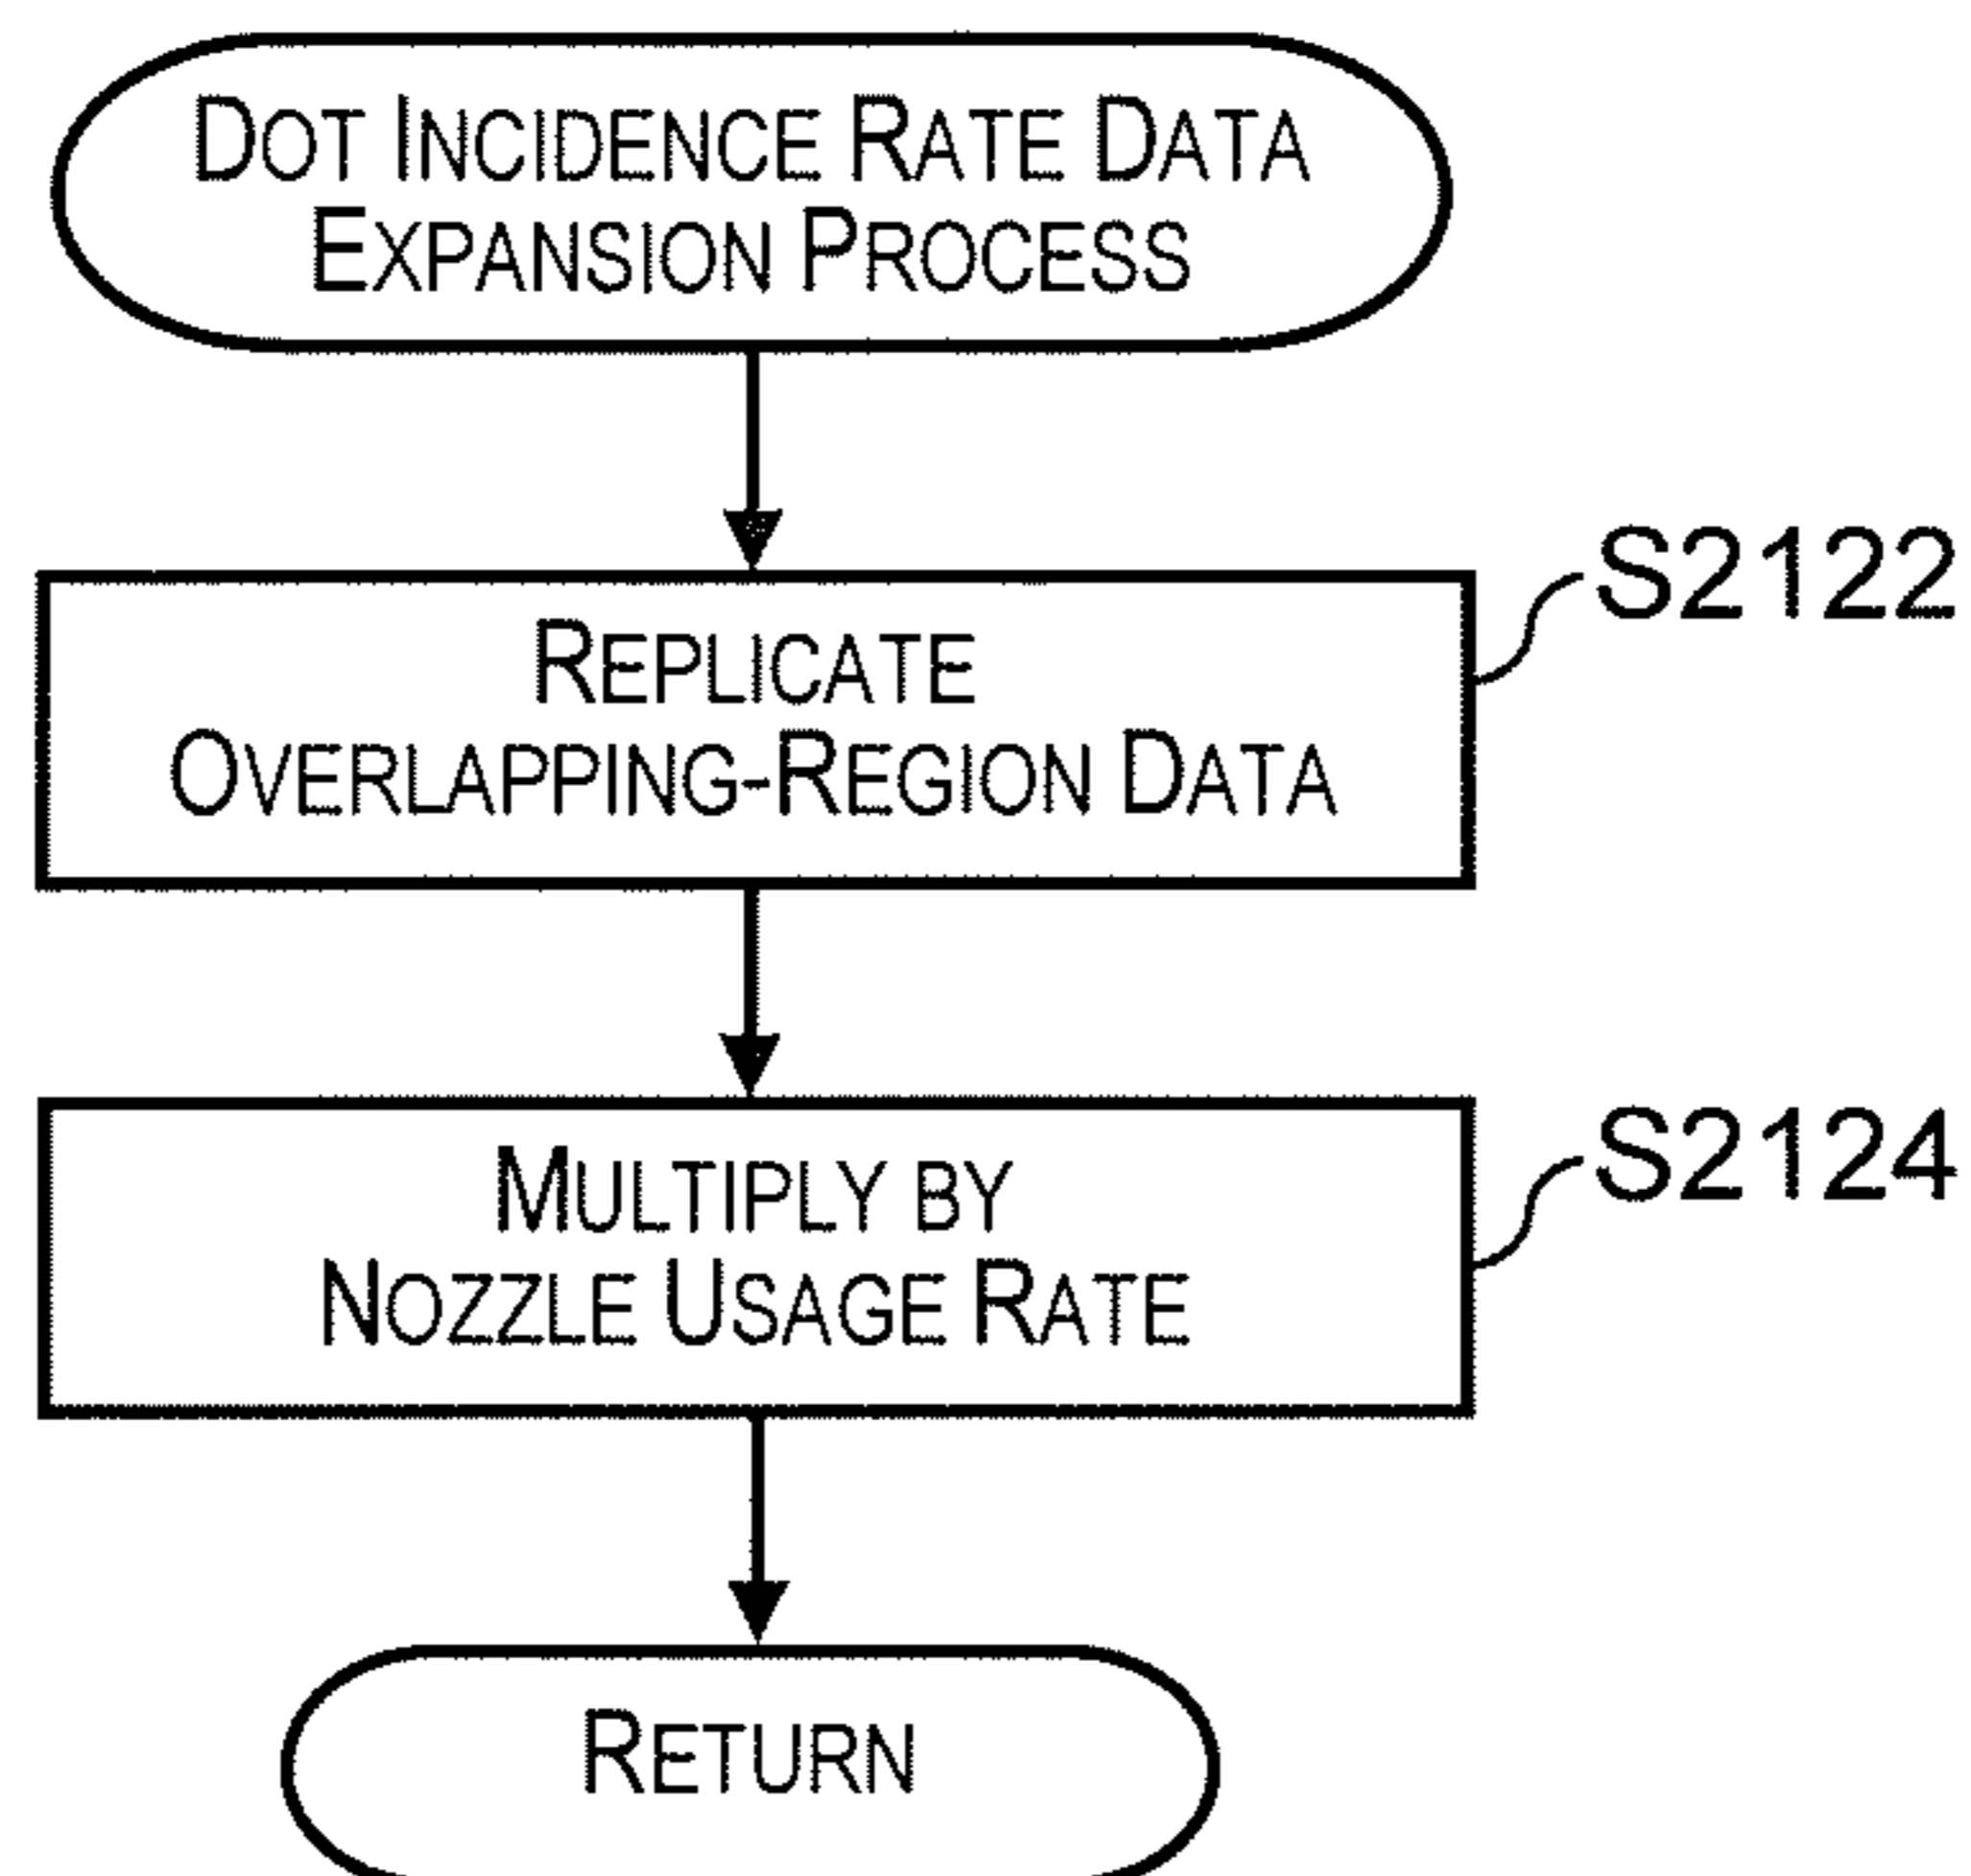 DOT INCIDENCE RATE DATA
EXPANSION PROCESS
S2122
REPLICATE
OVERLAPPING-REGION DATA
S2124
MULTIPLY BY
NOZZLE USAGE RATE
RETURN